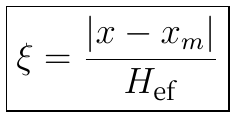 ξ = |x − x_m| / H_ef